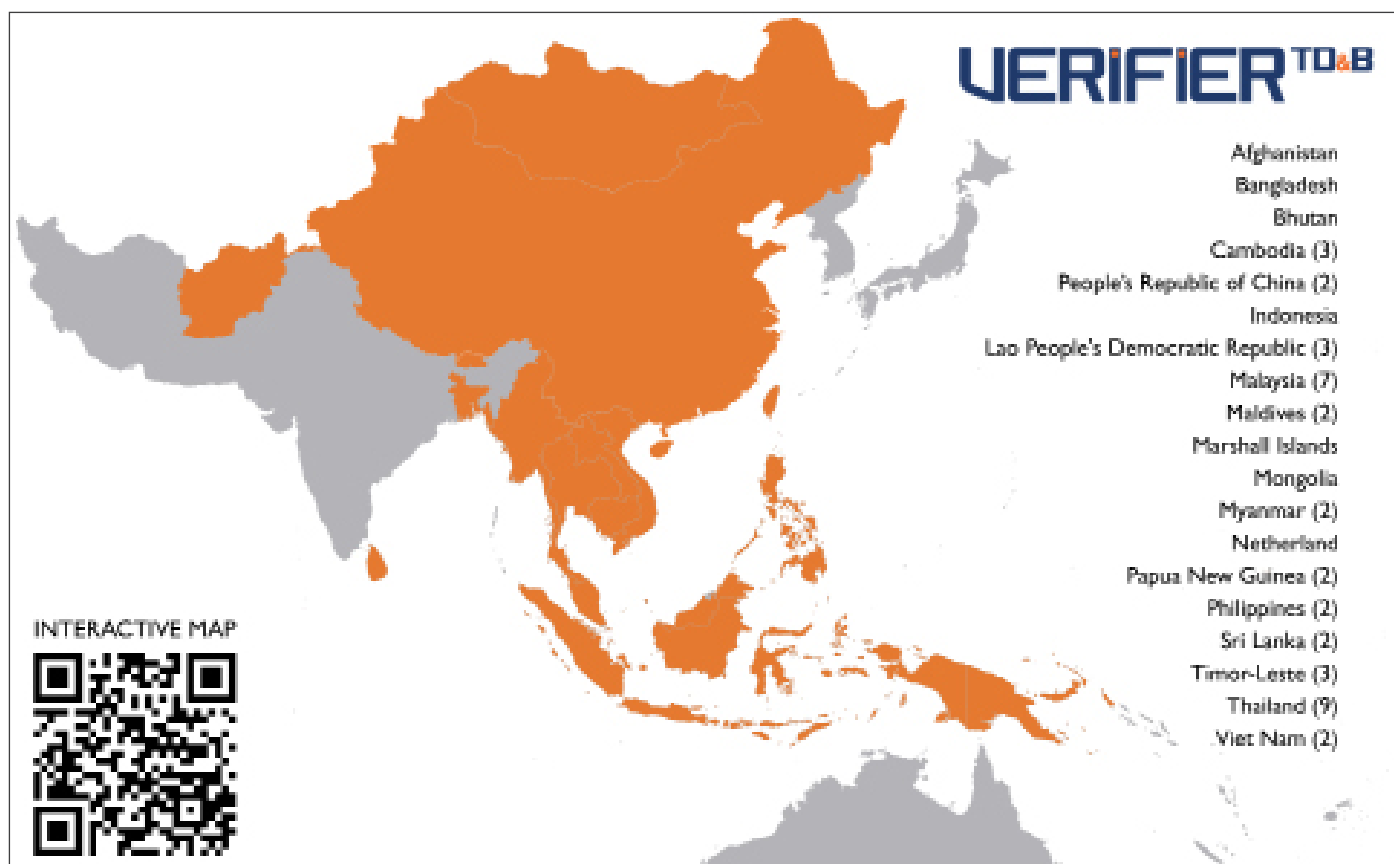 VERIFIER TD&B
Afghanistan
Bangladesh
Bhutan
Cambodia (3)
People's Republic of China (2)
Indonesia
Lao People's Democratic Republic (3)
Malaysia (7)
Maldives (2)
Marshall Islands
Mongolia
Myanmar (2)
Netherland
Papua New Guinea (2)
Philippines (2)
Sri Lanka (2)
Timor-Leste (3)
Thailand (9)
Viet Nam (2)
INTERACTIVE MAP